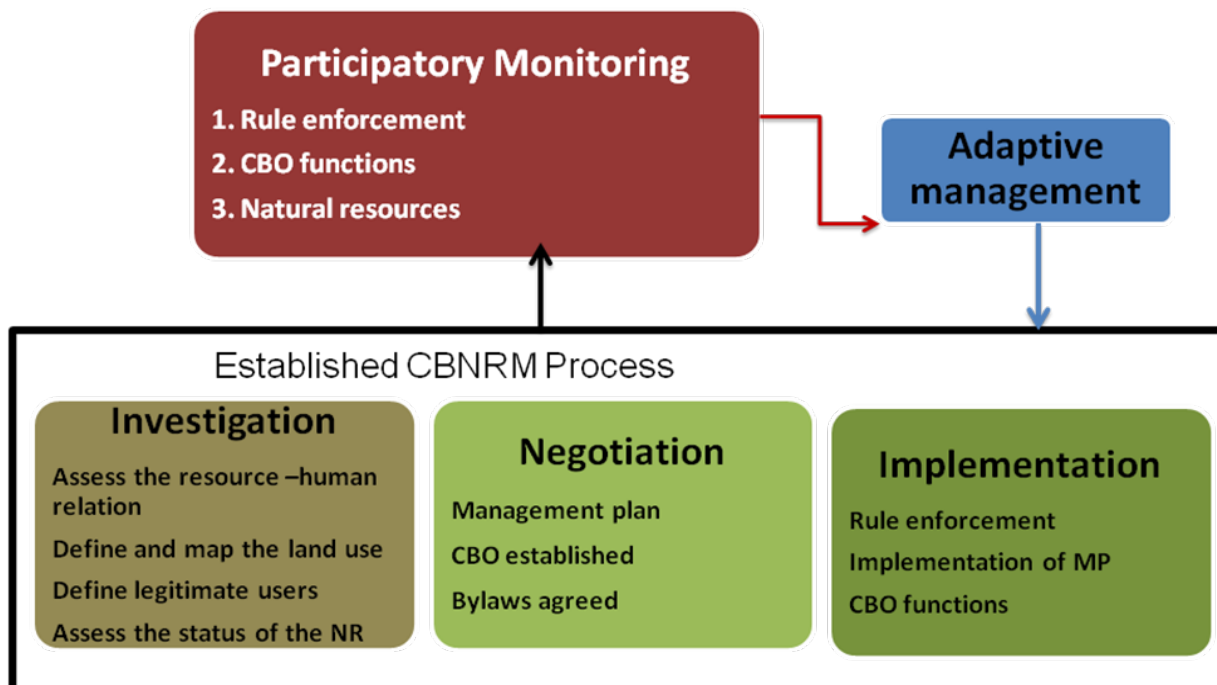 Participatory Monitoring
1. Rule enforcement
2. CBO functions
3. Natural resources
Adaptive
management
Established CBNRM Process
Investigation
Assess the resource –human
relation
Define and map the land use
Define legitimate users
Assess the status of the NR
Negotiation
Management plan
CBO established
Bylaws agreed
Implementation
Rule enforcement
Implementation of MP
CBO functions